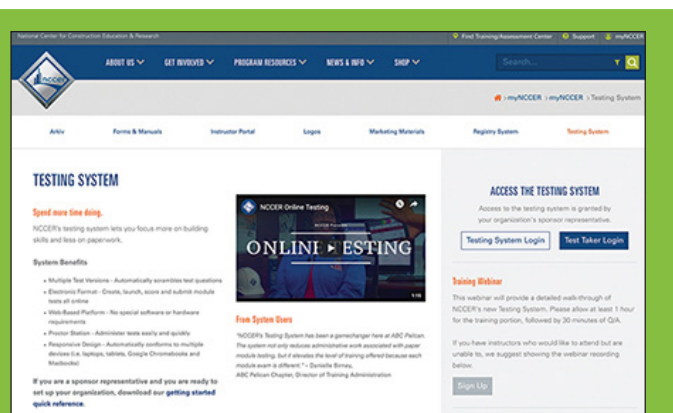 National Center for Construction Education & Research
Find Training/Assessment Center
Support
myNCCER
nccer
ABOUT US
GET INVOLVED
PROGRAM RESOURCES
NEWS & INFO
SHOP
Search...
› myNCCER › myNCCER › Testing System
Arkiv
Forms & Manuals
Instructor Portal
Logos
Marketing Materials
Registry System
Testing System
TESTING SYSTEM
Spend more time doing.
NCCER's testing system lets you focus more on building
skills and less on paperwork.
System Benefits
• Multiple Test Versions - Automatically scrambles test questions
• Electronic Format - Create, launch, score and submit module
tests all online
• Web-Based Platform - No special software or hardware
requirements
• Proctor Station - Administer tests easily and quickly
• Responsive Design - Automatically conforms to multiple
devices (i.e. laptops, tablets, Google Chromebooks and
Macbooks)
If you are a sponsor representative and you are ready to
set up your organization, download our getting started
quick reference.
NCCER Online Testing
ONLINE TESTING
1:15
From System Users
"NCCER's Testing System has been a gamechanger here at ABC Pelican.
The system not only reduces administrative work associated with paper
module testing, but it elevates the level of training offered because each
module exam is different." – Danielle Birney,
ABC Pelican Chapter, Director of Training Administration
ACCESS THE TESTING SYSTEM
Access to the testing system is granted by
your organization's sponsor representative.
Testing System Login
Test Taker Login
Training Webinar
This webinar will provide a detailed walk-through of
NCCER's new Testing System. Please allow at least 1 hour
for the training portion, followed by 30 minutes of Q/A.
If you have instructors who would like to attend but are
unable to, we suggest showing the webinar recording
below.
Sign Up